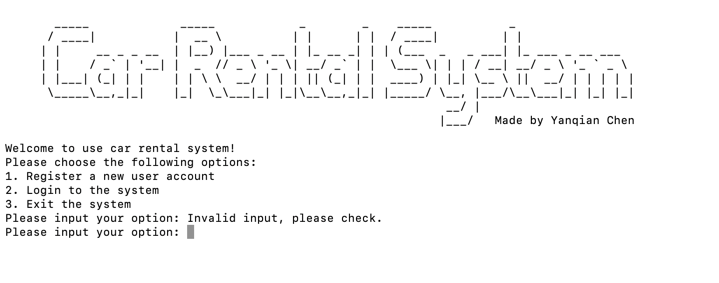 Car Rental System
Made by Yanqian Chen
Welcome to use car rental system!
Please choose the following options:
1. Register a new user account
2. Login to the system
3. Exit the system
Please input your option: Invalid input, please check.
Please input your option: